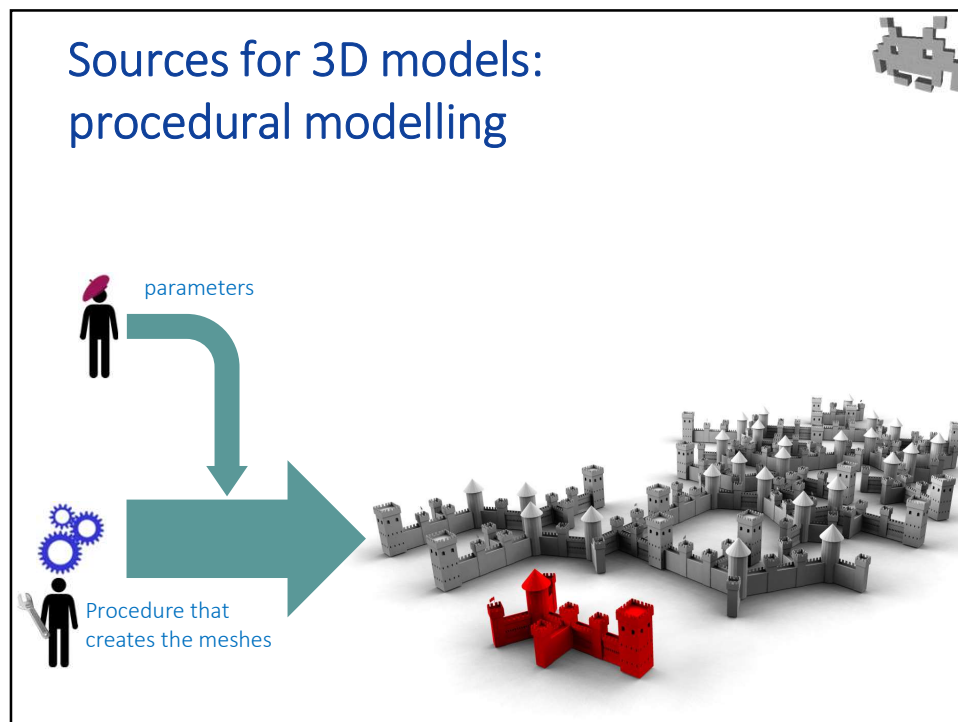 Sources for 3D models:
procedural modelling
parameters
Procedure that
creates the meshes